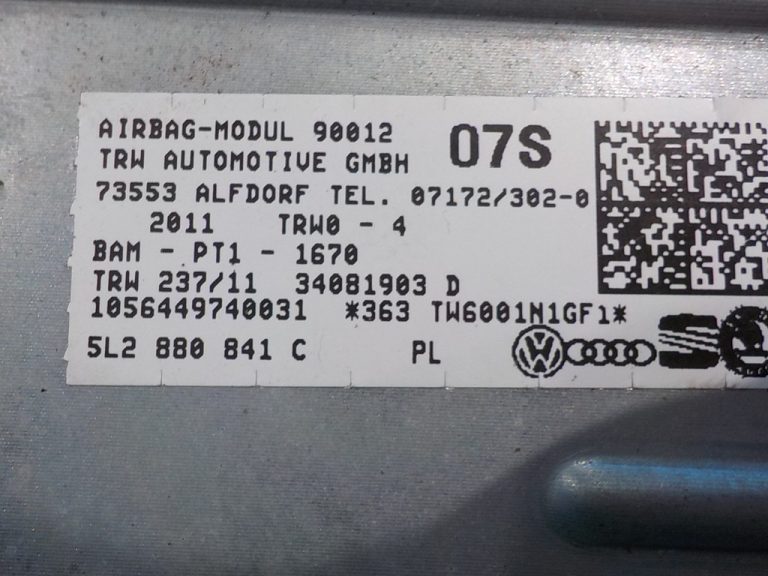 AIRBAG-MODUL 90012 07S
TRW AUTOMOTIVE GMBH
73553 ALFDORF TEL. 07172/302-0
2011 TRW0 - 4
BAM - PT1 - 1670
TRW 237/11 34081903 D
1056449740031 *363 TW6001N1GF1*
5L2 880 841 C PL